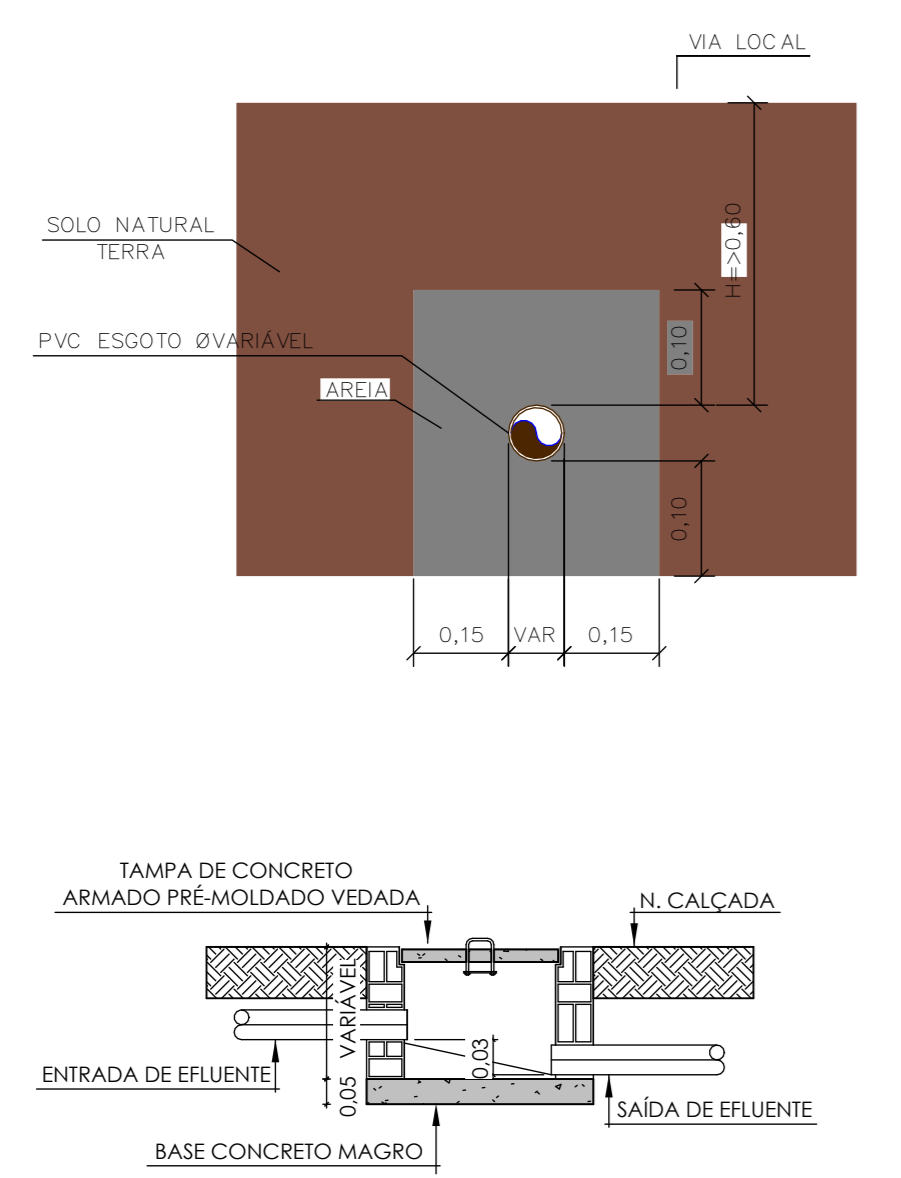 VIA LOCAL
SOLO NATURAL
TERRA
H=>0,60
PVC ESGOTO ØVARIÁVEL
0,10
AREIA
0,10
0,15
VAR
0,15
TAMPA DE CONCRETO
ARMADO PRÉ-MOLDADO VEDADA
N. CALÇADA
VARIÁVEL
0,03
ENTRADA DE EFLUENTE
0,05
SAÍDA DE EFLUENTE
BASE CONCRETO MAGRO